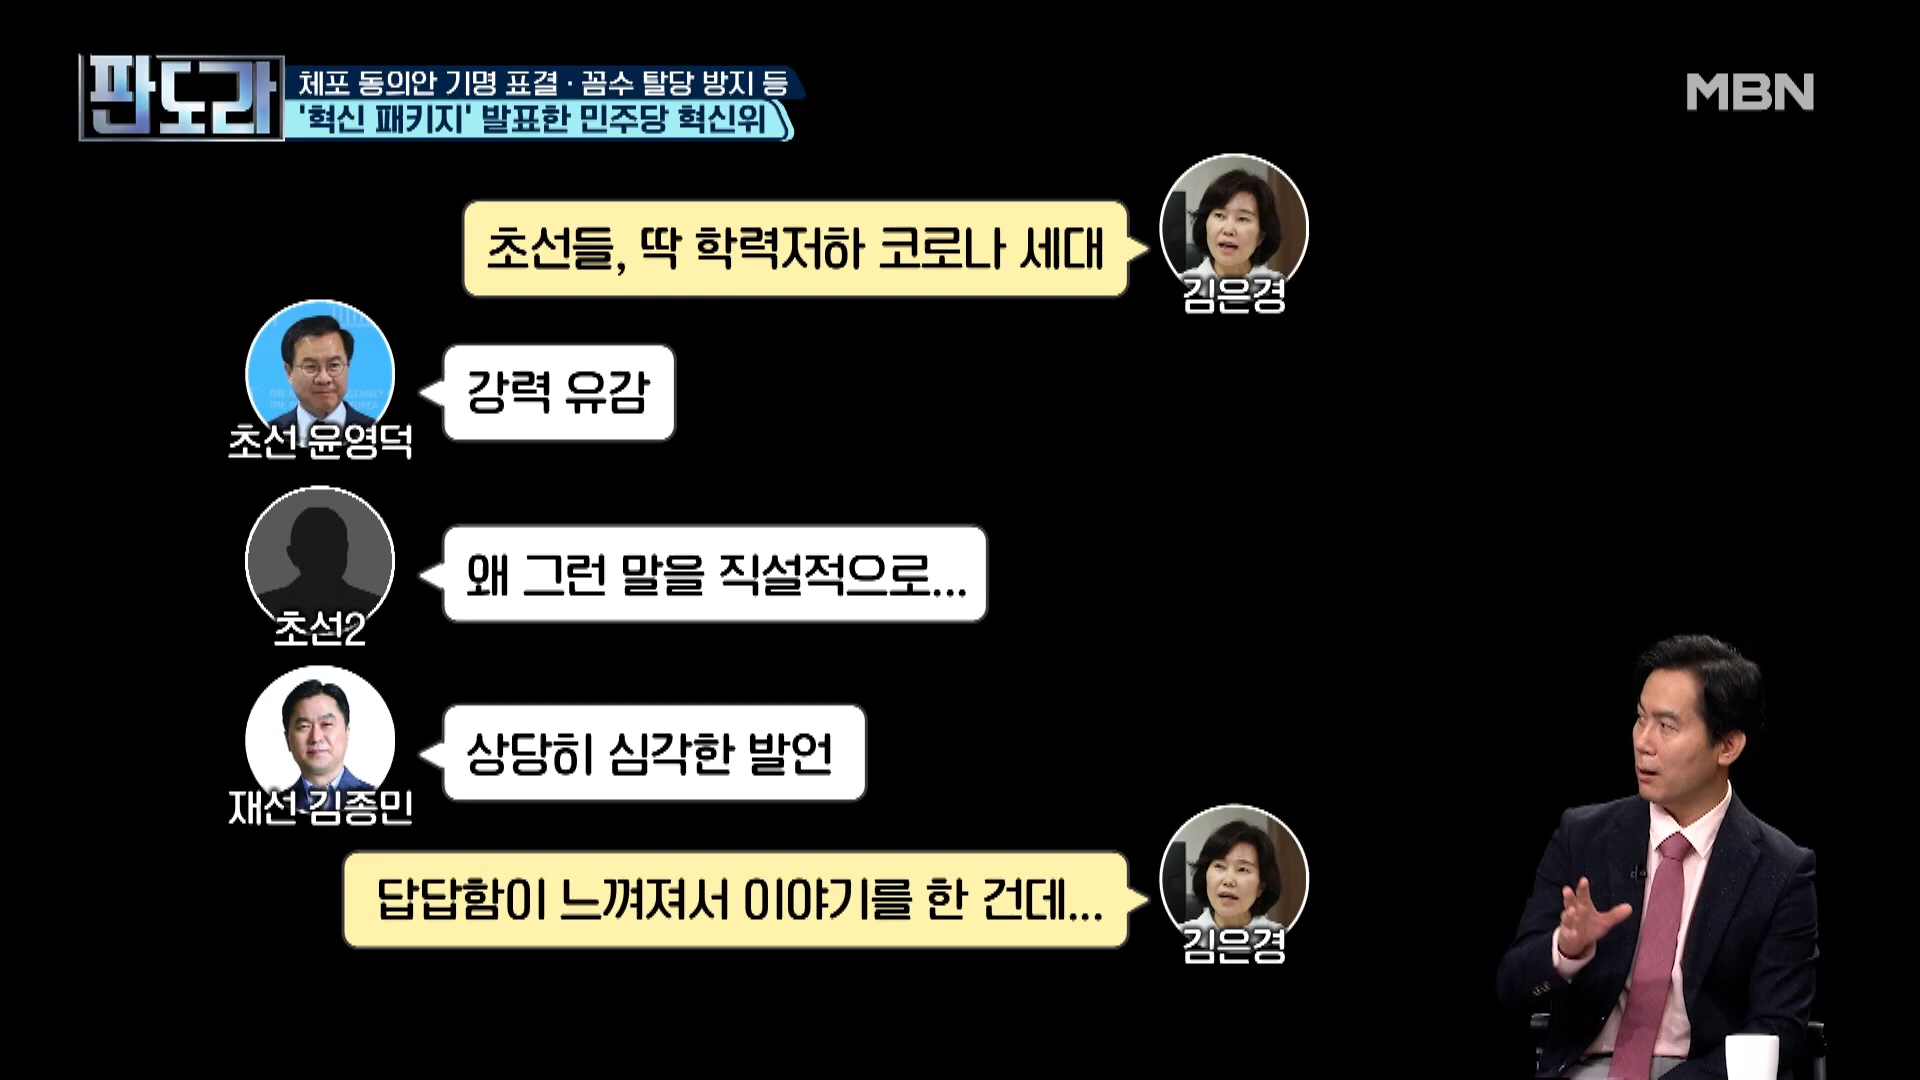 판도라
체포 동의안 기명 표결·꼼수 탈당 방지 등
'혁신 패키지' 발표한 민주당 혁신위
MBN
초선들, 딱 학력저하 코로나 세대
김은경
강력 유감
초선 윤영덕
왜 그런 말을 직설적으로...
초선2
상당히 심각한 발언
재선 김종민
답답함이 느껴져서 이야기를 한 건데...
김은경